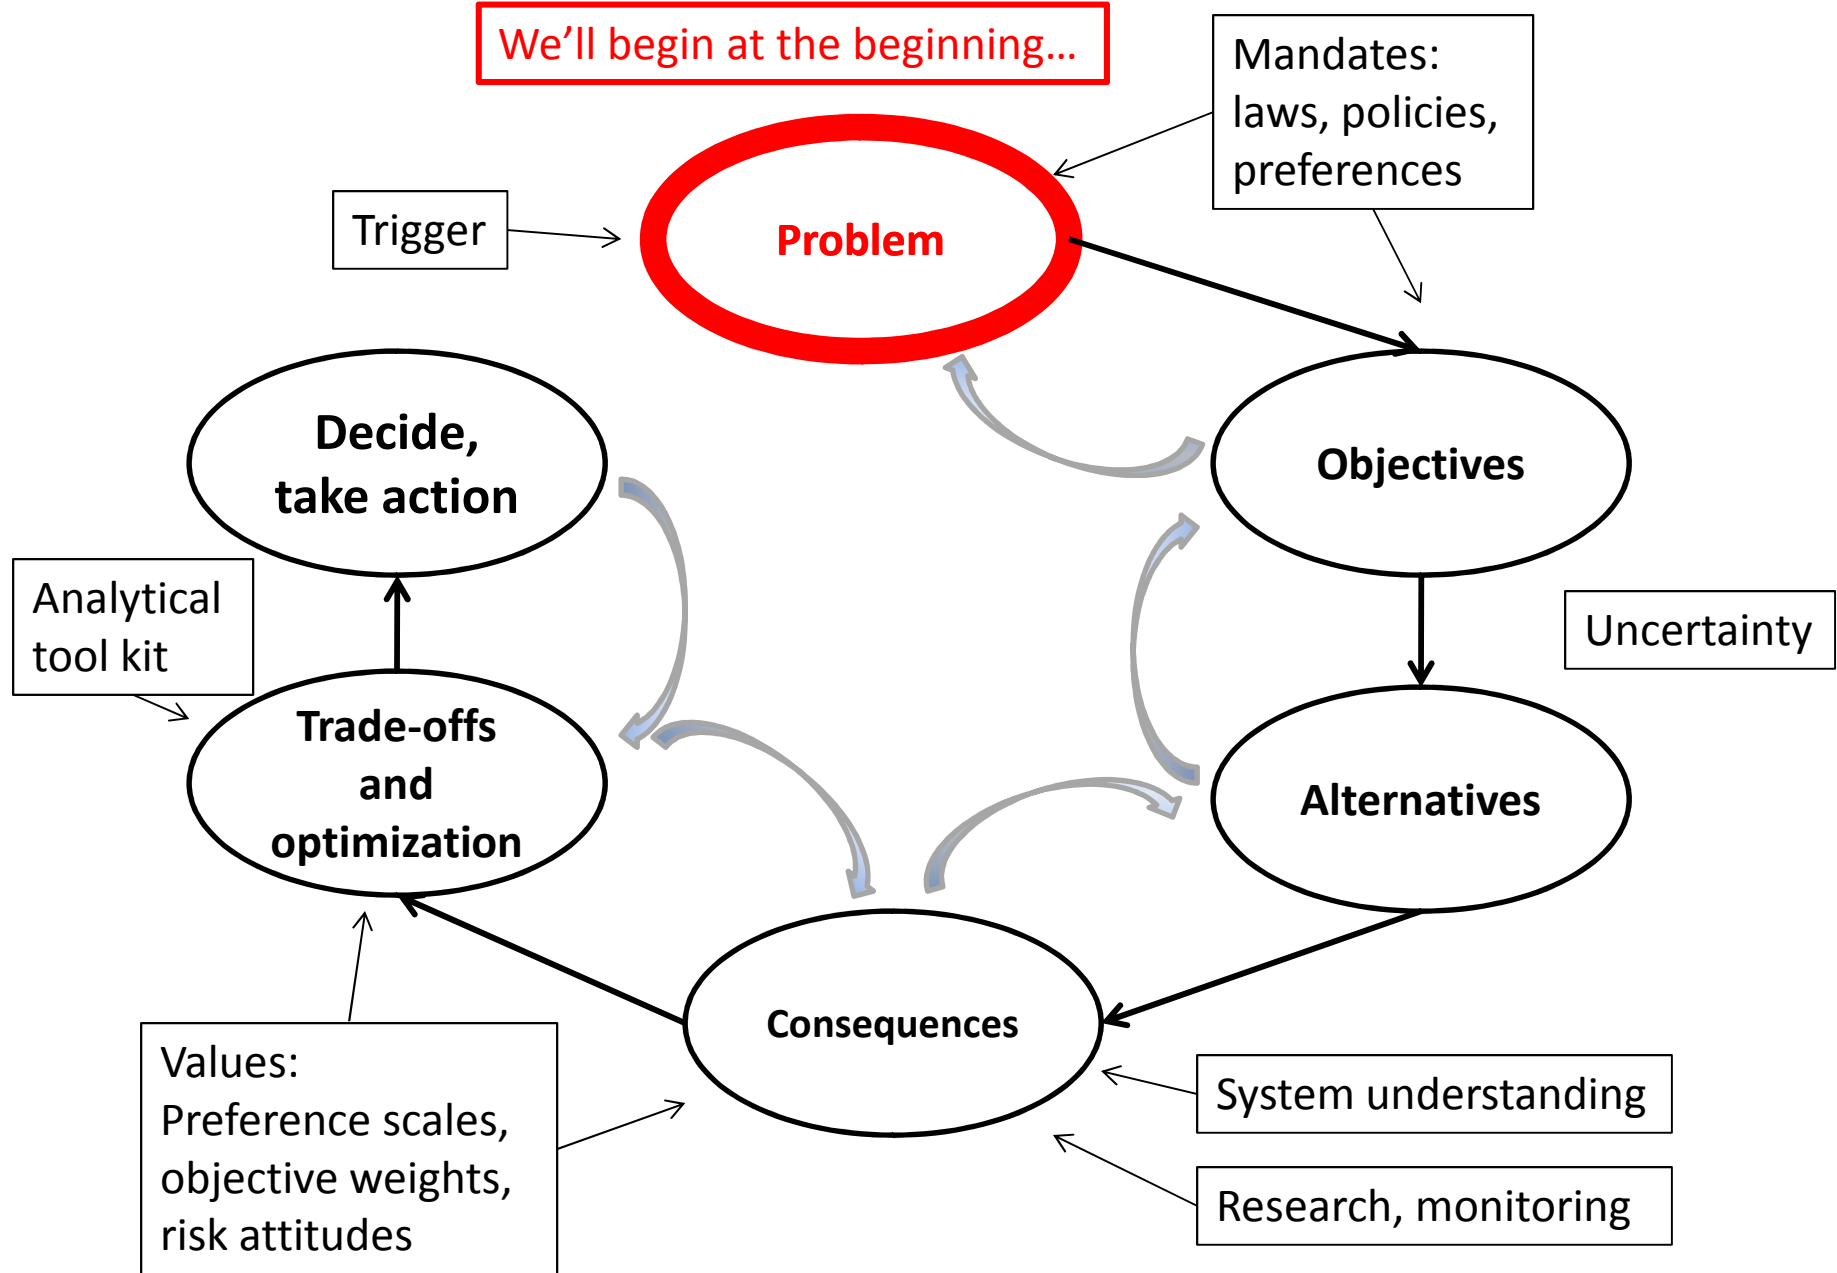 We’ll begin at the beginning…
Mandates:
laws, policies,
preferences
Trigger
Problem
Decide,
take action
Objectives
Analytical
tool kit
Uncertainty
Trade-offs
and
optimization
Alternatives
Consequences
Values:
Preference scales,
objective weights,
risk attitudes
System understanding
Research, monitoring